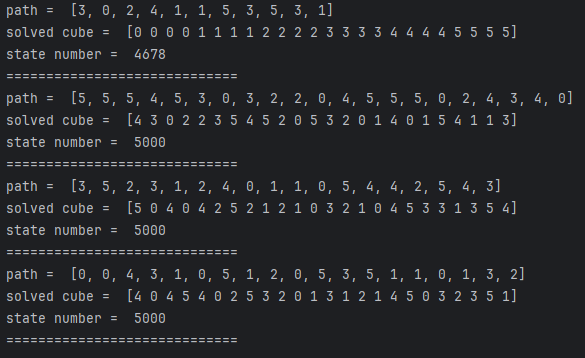 path =  [3, 0, 2, 4, 1, 1, 5, 3, 5, 3, 1]
solved cube =  [0 0 0 0 1 1 1 1 2 2 2 2 3 3 3 3 4 4 4 4 5 5 5 5]
state number =  4678
=============================
path =  [5, 5, 5, 4, 5, 3, 0, 3, 2, 2, 0, 4, 5, 5, 5, 0, 2, 4, 3, 4, 0]
solved cube =  [4 3 0 2 2 3 5 4 5 2 0 5 3 2 0 1 4 0 1 5 4 1 1 3]
state number =  5000
=============================
path =  [3, 5, 2, 3, 1, 2, 4, 0, 1, 1, 0, 5, 4, 4, 2, 5, 4, 3]
solved cube =  [5 0 4 0 4 2 5 2 1 2 1 0 3 2 1 0 4 5 3 3 1 3 5 4]
state number =  5000
=============================
path =  [0, 0, 4, 3, 1, 0, 5, 1, 2, 0, 5, 3, 5, 1, 1, 0, 1, 3, 2]
solved cube =  [4 0 4 5 4 0 2 5 3 2 0 1 3 1 2 1 4 5 0 3 2 3 5 1]
state number =  5000
=============================